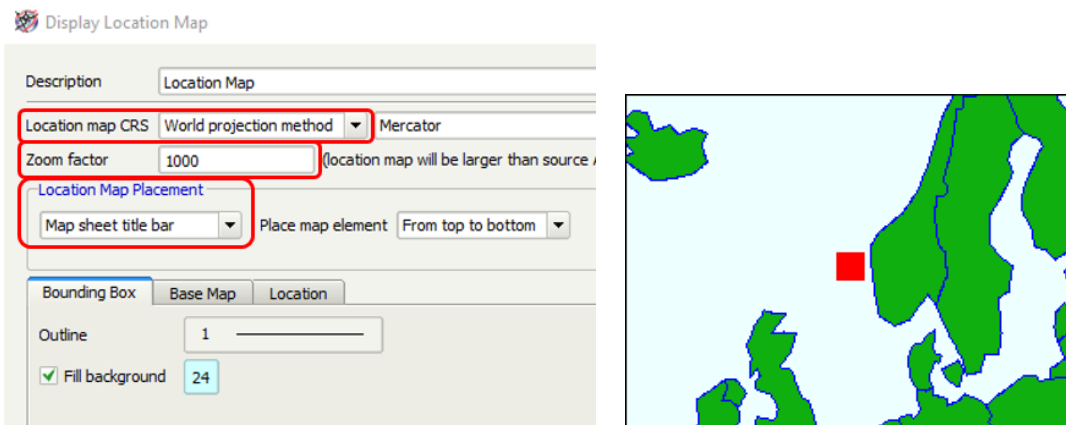 Display Location Map
Description Location Map
Location map CRS World projection method Mercator
Zoom factor 1000 (location map will be larger than source
Location Map Placement
Map sheet title bar Place map element From top to bottom
Bounding Box Base Map Location
Outline 1
Fill background 24